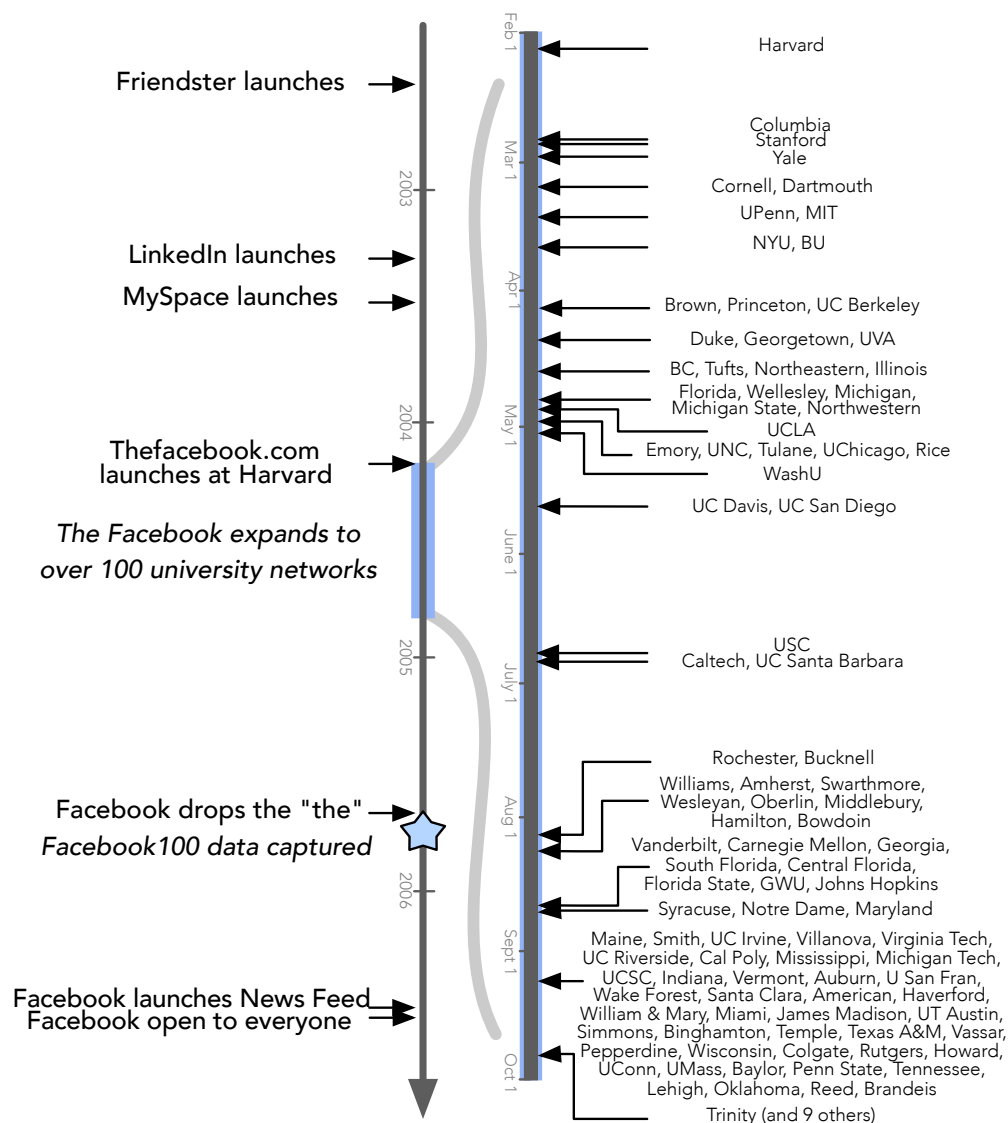 Friendster launches
2003
LinkedIn launches
MySpace launches
2004
Thefacebook.com
launches at Harvard
The Facebook expands to
over 100 university networks
2005
Facebook drops the "the"
Facebook100 data captured
2006
Facebook launches News Feed
Facebook open to everyone
Feb 1
Harvard
Columbia
Stanford
Yale
Mar 1
Cornell, Dartmouth
UPenn, MIT
NYU, BU
Apr 1
Brown, Princeton, UC Berkeley
Duke, Georgetown, UVA
BC, Tufts, Northeastern, Illinois
Florida, Wellesley, Michigan,
Michigan State, Northwestern
UCLA
May 1
Emory, UNC, Tulane, UChicago, Rice
WashU
UC Davis, UC San Diego
June 1
USC
Caltech, UC Santa Barbara
July 1
Rochester, Bucknell
Williams, Amherst, Swarthmore,
Wesleyan, Oberlin, Middlebury,
Hamilton, Bowdoin
Aug 1
Vanderbilt, Carnegie Mellon, Georgia,
South Florida, Central Florida,
Florida State, GWU, Johns Hopkins
Syracuse, Notre Dame, Maryland
Sept 1
Maine, Smith, UC Irvine, Villanova, Virginia Tech,
UC Riverside, Cal Poly, Mississippi, Michigan Tech,
UCSC, Indiana, Vermont, Auburn, U San Fran,
Wake Forest, Santa Clara, American, Haverford,
William & Mary, Miami, James Madison, UT Austin,
Simmons, Binghamton, Temple, Texas A&M, Vassar,
Pepperdine, Wisconsin, Colgate, Rutgers, Howard,
UConn, UMass, Baylor, Penn State, Tennessee,
Lehigh, Oklahoma, Reed, Brandeis
Oct 1
Trinity (and 9 others)